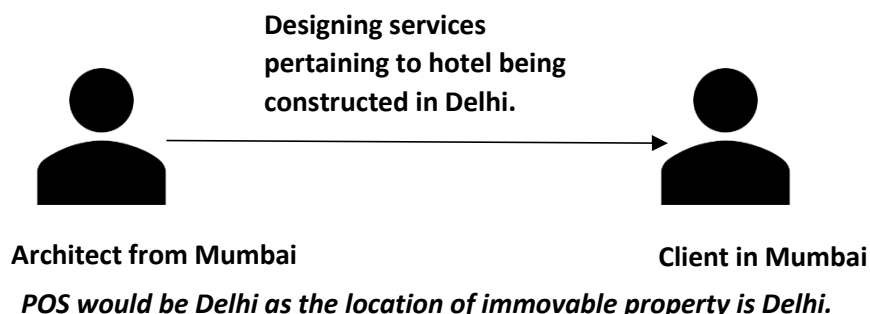 Designing services
pertaining to hotel being
constructed in Delhi.
Architect from Mumbai
Client in Mumbai
POS would be Delhi as the location of immovable property is Delhi.